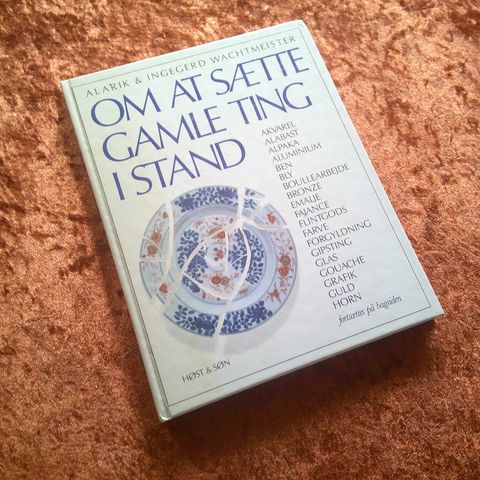 ALARIK & INGEGERD WACHTMEISTER
OM AT SÆTTE
GAMLE TING
I STAND
AKVAREL
ALABAST
ALPAKA
ALUMINIUM
BEN
BLY
BOULLEARBEJDE
BRONZE
EMALJE
FAJANCE
FLINTGODS
FARVE
FORGYLDNING
GIPSTING
GLAS
GOUACHE
GRAFIK
GULD
HORN
fortsættes på bagsiden
HØST & SØN